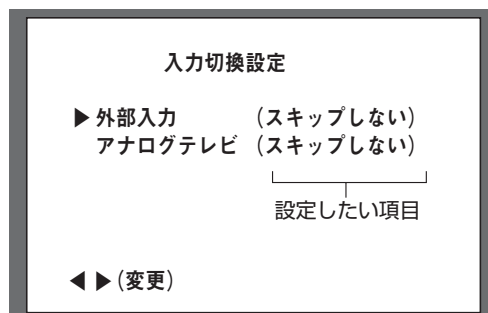 入力切換設定
▶ 外部入力 (スキップしない)
アナログテレビ (スキップしない)
設定したい項目
◀ ▶ (変更)